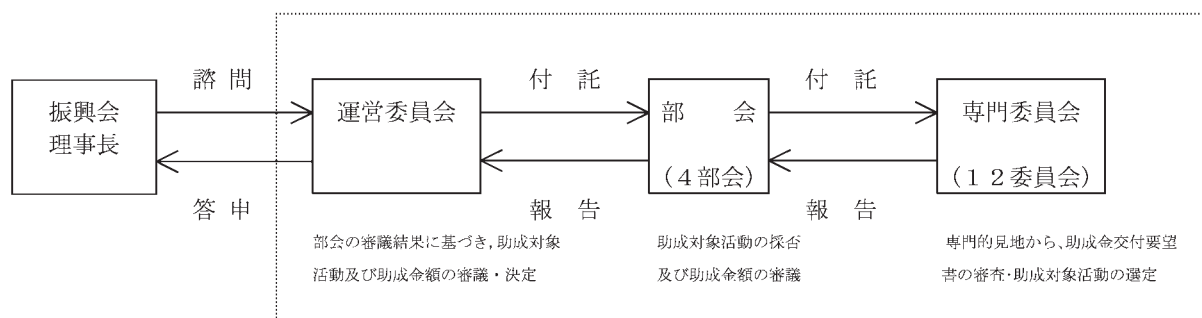 諮問
付 託
付 託
振興会
理事長
運営委員会
部 会
(4部会)
専門委員会
(12委員会)
答申
報 告
報 告
部会の審議結果に基づき,助成対象
活動及び助成金額の審議・決定
助成対象活動の採否
及び助成金額の審議
専門的見地から、助成金交付要望
書の審査・助成対象活動の選定